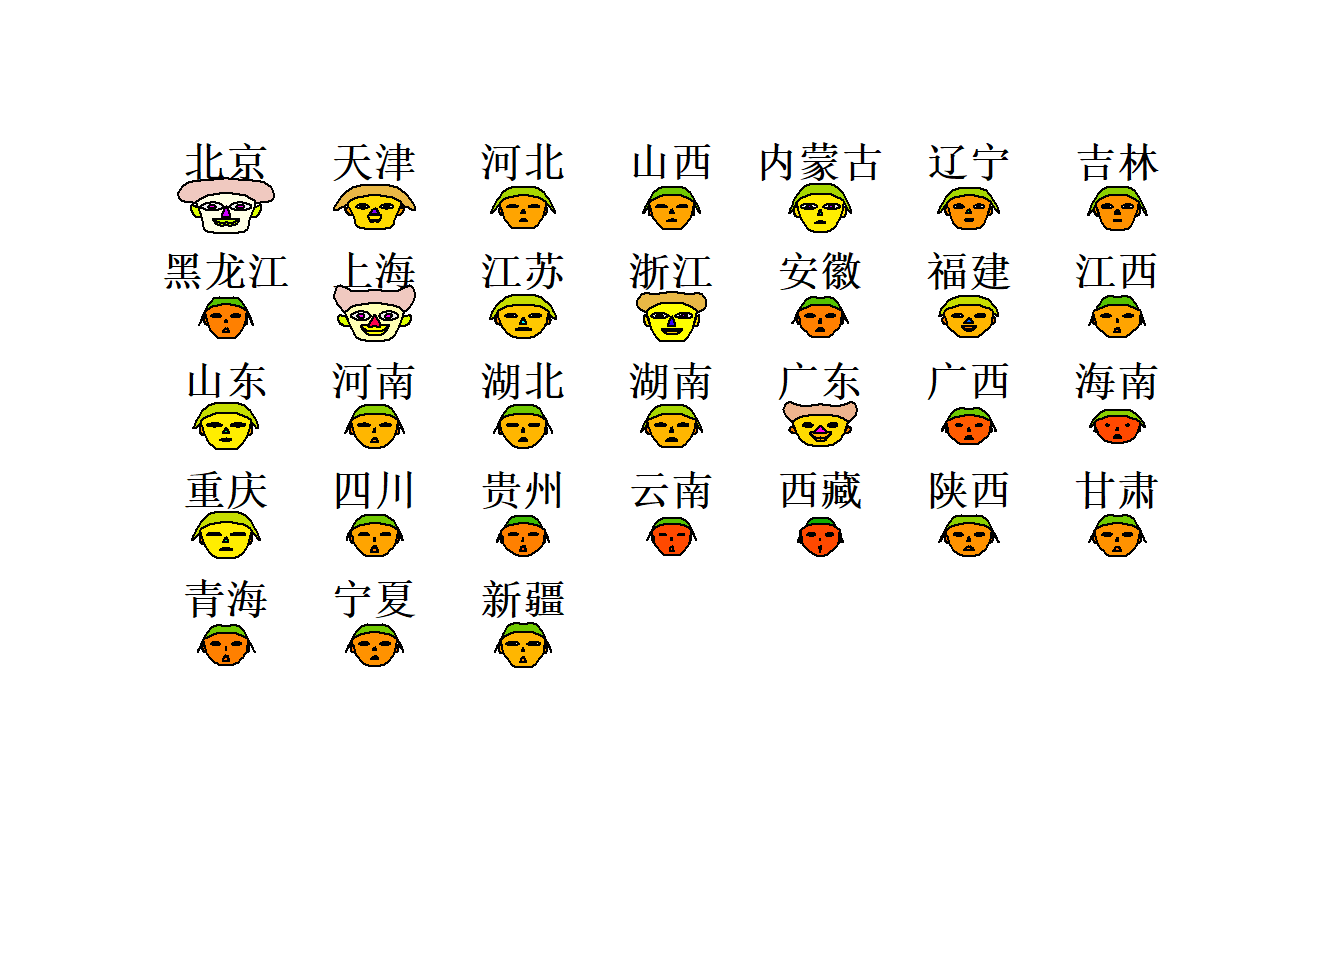 北京 天津 河北 山西 内蒙古 辽宁 吉林
黑龙江 上海 江苏 浙江 安徽 福建 江西
山东 河南 湖北 湖南 广东 广西 海南
重庆 四川 贵州 云南 西藏 陕西 甘肃
青海 宁夏 新疆